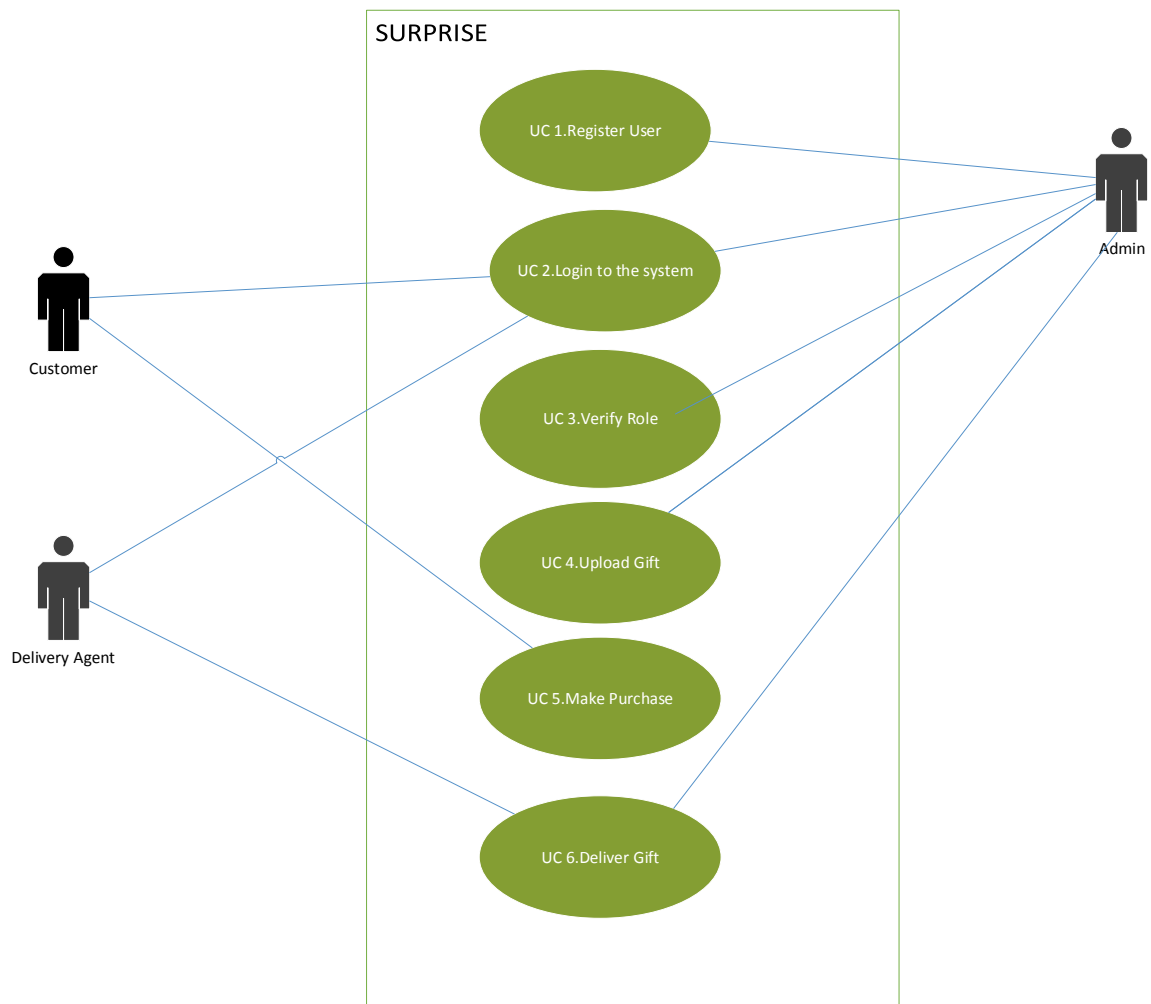 SURPRISE
UC 1.Register User
Admin
UC 2.Login to the system
Customer
UC 3.Verify Role
UC 4.Upload Gift
Delivery Agent
UC 5.Make Purchase
UC 6.Deliver Gift